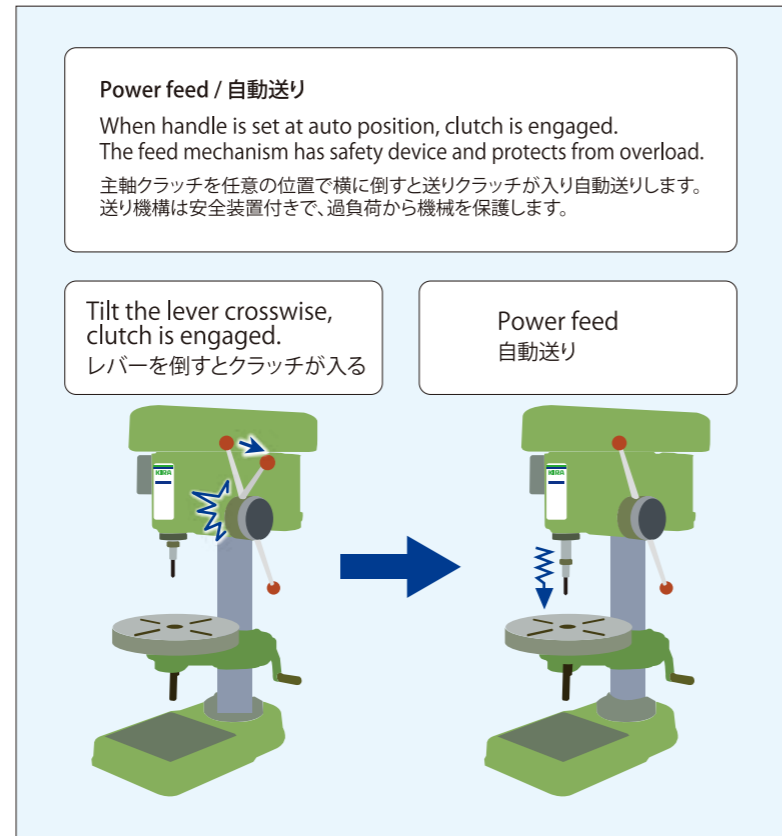 Power feed / 自動送り
When handle is set at auto position, clutch is engaged.
The feed mechanism has safety device and protects from overload.
主軸クラッチを任意の位置で横に倒すと送りクラッチが入り自動送りします。
送り機構は安全装置付きで、過負荷から機械を保護します。
Tilt the lever crosswise,
clutch is engaged.
レバーを倒すとクラッチが入る
Power feed
自動送り
KIRA
KIRA